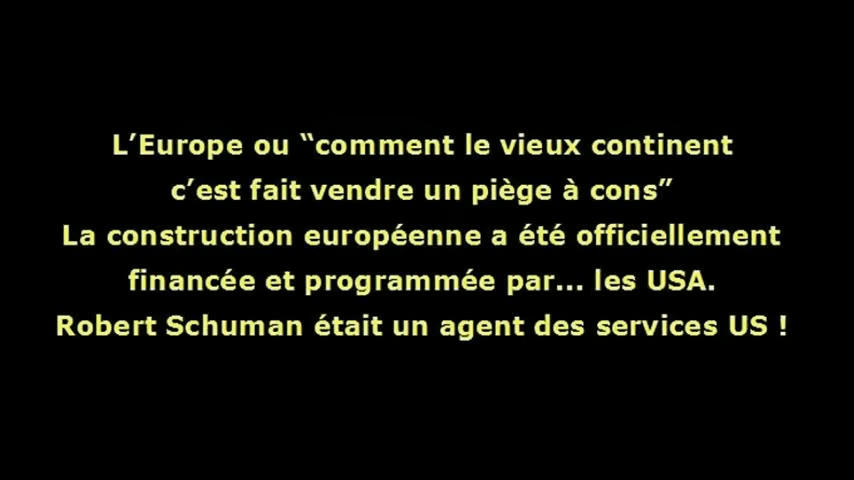 L’Europe ou “comment le vieux continent
c’est fait vendre un piège à cons”
La construction européenne a été officiellement
financée et programmée par... les USA.
Robert Schuman était un agent des services US !